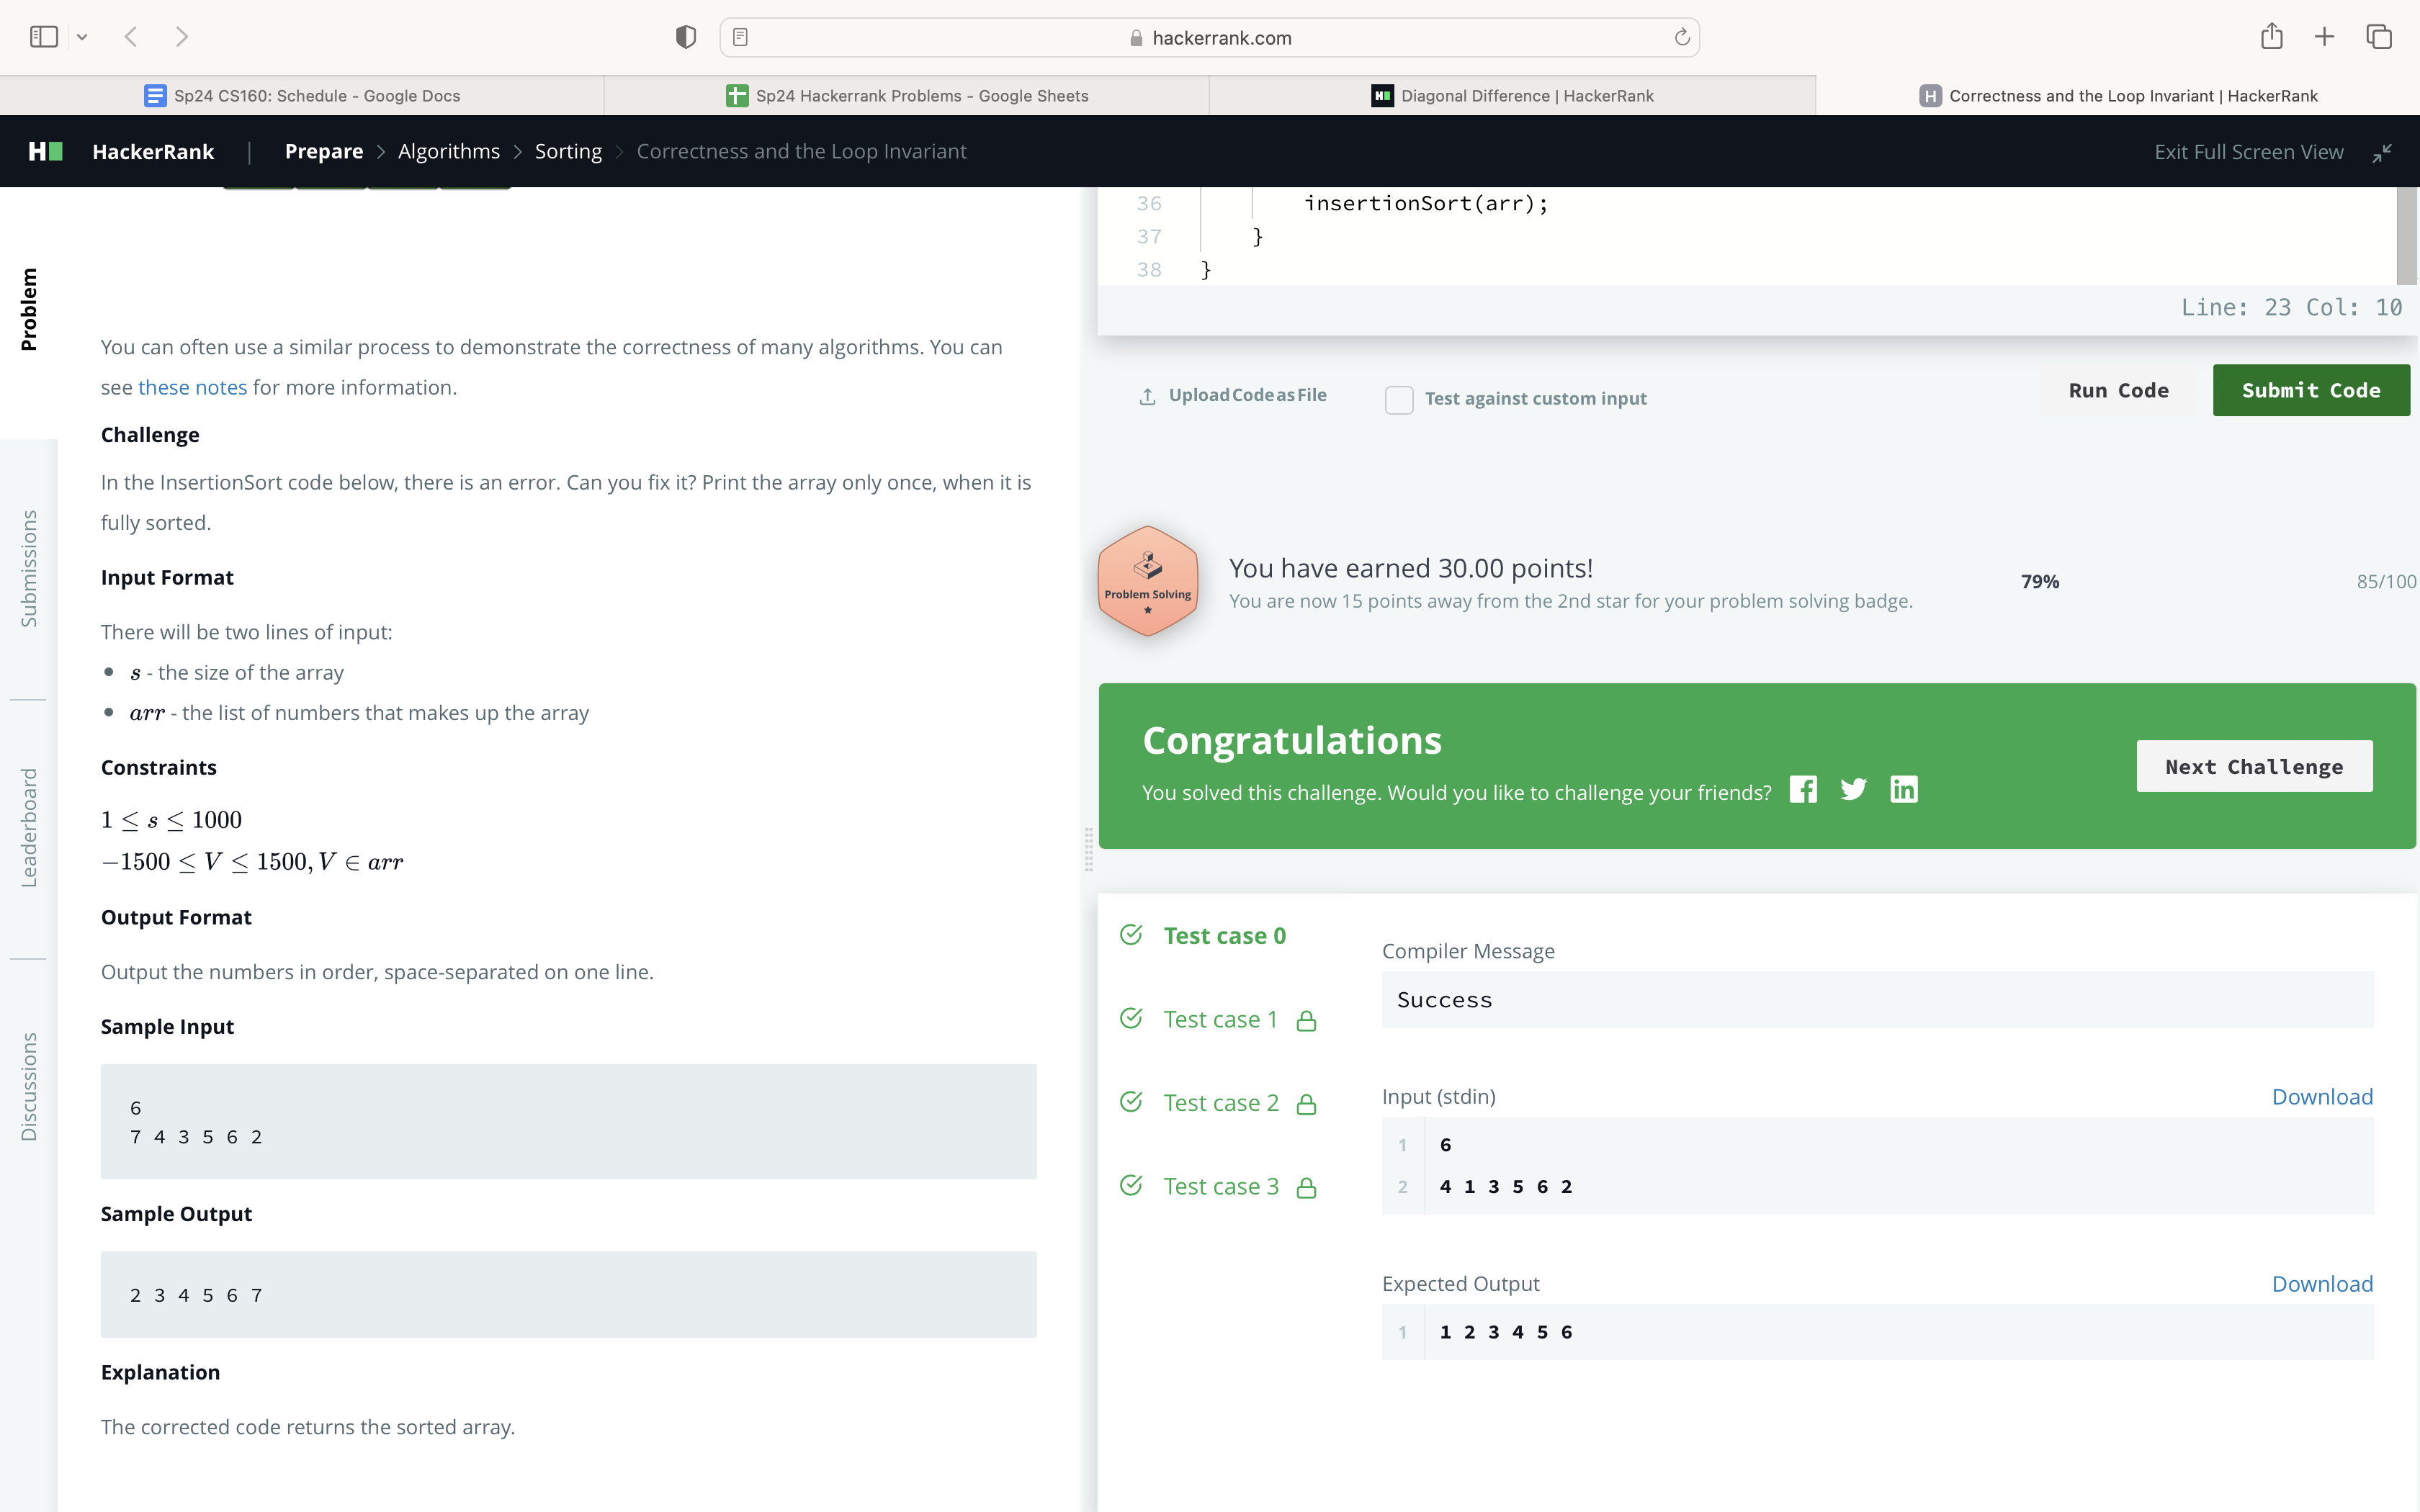 hackerrank.com
Sp24 CS160: Schedule - Google Docs
Sp24 Hackerrank Problems - Google Sheets
Diagonal Difference | HackerRank
H Correctness and the Loop Invariant | HackerRank
H HackerRank | Prepare > Algorithms > Sorting > Correctness and the Loop Invariant
Exit Full Screen View
Problem
Submissions
Leaderboard
Discussions
You can often use a similar process to demonstrate the correctness of many algorithms. You can
see these notes for more information.
Challenge
In the InsertionSort code below, there is an error. Can you fix it? Print the array only once, when it is
fully sorted.
Input Format
There will be two lines of input:
• s - the size of the array
• arr - the list of numbers that makes up the array
Constraints
1 ≤ s ≤ 1000
−1500 ≤ V ≤ 1500, V ∈ arr
Output Format
Output the numbers in order, space-separated on one line.
Sample Input
6
7 4 3 5 6 2
Sample Output
2 3 4 5 6 7
Explanation
The corrected code returns the sorted array.
36 insertionSort(arr);
37 }
38 }
Line: 23 Col: 10
Upload Code as File
Test against custom input
Run Code
Submit Code
Problem Solving
You have earned 30.00 points!
You are now 15 points away from the 2nd star for your problem solving badge.
79%
85/100
Congratulations
You solved this challenge. Would you like to challenge your friends?
Next Challenge
Test case 0
Test case 1
Test case 2
Test case 3
Compiler Message
Success
Input (stdin)
Download
1 6
2 4 1 3 5 6 2
Expected Output
Download
1 1 2 3 4 5 6